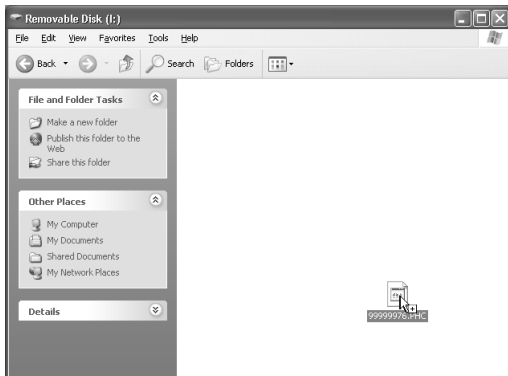 Removable Disk (I:)
File Edit View Favorites Tools Help
Back Search Folders
File and Folder Tasks
Make a new folder
Publish this folder to the
Web
Share this folder
Other Places
My Computer
My Documents
Shared Documents
My Network Places
Details
99999976.PHC